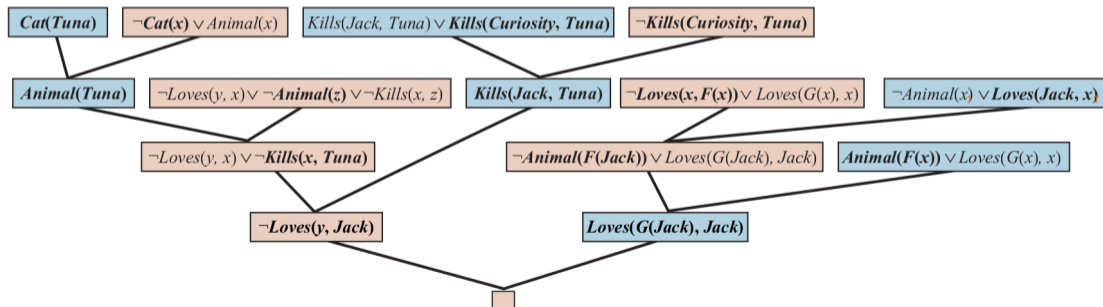 Cat(Tuna)
¬Cat(x) ∨ Animal(x)
Kills(Jack, Tuna) ∨ Kills(Curiosity, Tuna)
¬Kills(Curiosity, Tuna)
Animal(Tuna)
¬Loves(y, x)∨ ¬Animal(z) ∨ ¬Kills(x, z)
Kills(Jack, Tuna)
¬Loves(x, F(x))∨ Loves(G(x), x)
¬Animal(x) ∨ Loves(Jack, x)
¬Loves(y, x) ∨ ¬Kills(x, Tuna)
¬Animal(F(Jack)) ∨ Loves(G(Jack), Jack)
Animal(F(x)) ∨ Loves(G(x), x)
¬Loves(y, Jack)
Loves(G(Jack), Jack)